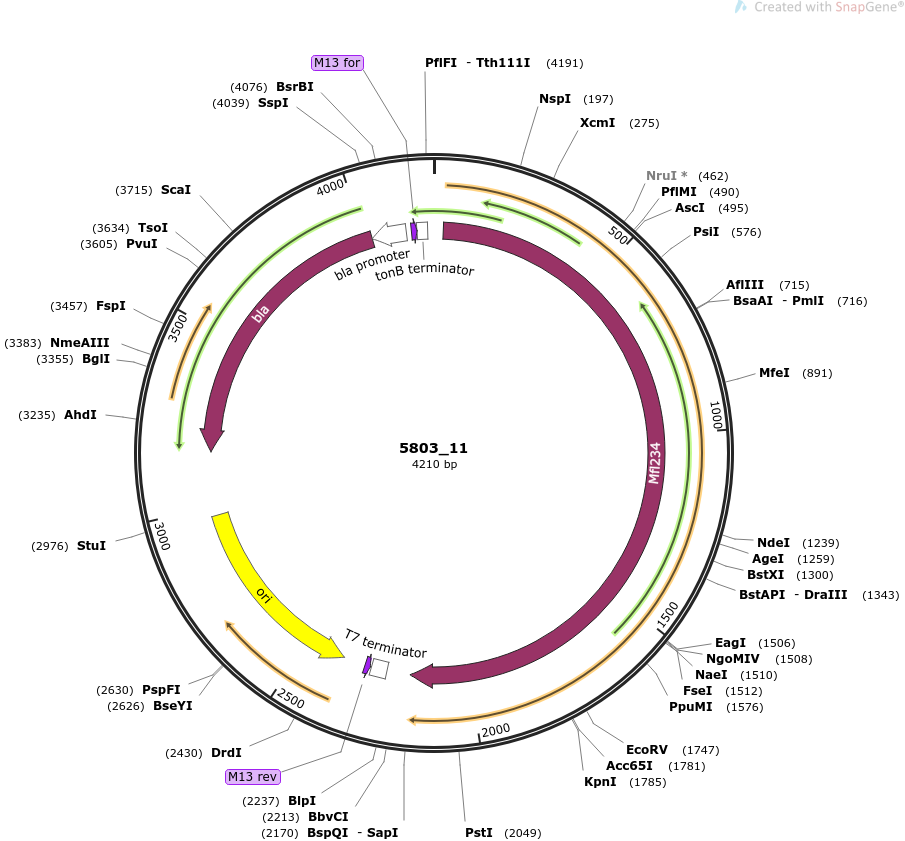 Created with SnapGene®
M13 for
PflFI - Tth111I (4191)
(4076) BsrBI
(4039) SspI
NspI (197)
XcmI (275)
NruI * (462)
PflMI (490)
AscI (495)
PsiI (576)
AflIII (715)
BsaAI - PmlI (716)
MfeI (891)
NdeI (1239)
AgeI (1259)
BstXI (1300)
BstAPI - DraIII (1343)
EagI (1506)
NgoMIV (1508)
NaeI (1510)
FseI (1512)
PpuMI (1576)
EcoRV (1747)
Acc65I (1781)
KpnI (1785)
PstI (2049)
(2170) BspQI - SapI
(2213) BbvCI
(2237) BlpI
M13 rev
(2430) DrdI
(2626) BseYI
(2630) PspFI
(2976) StuI
(3235) AhdI
(3355) BglI
(3383) NmeAIII
(3457) FspI
(3605) PvuI
(3634) TsoI
(3715) ScaI
500
1000
1500
2000
2500
3000
3500
4000
bla promoter
tonB terminator
bla
Mfl234
ori
T7 terminator
5803_11
4210 bp